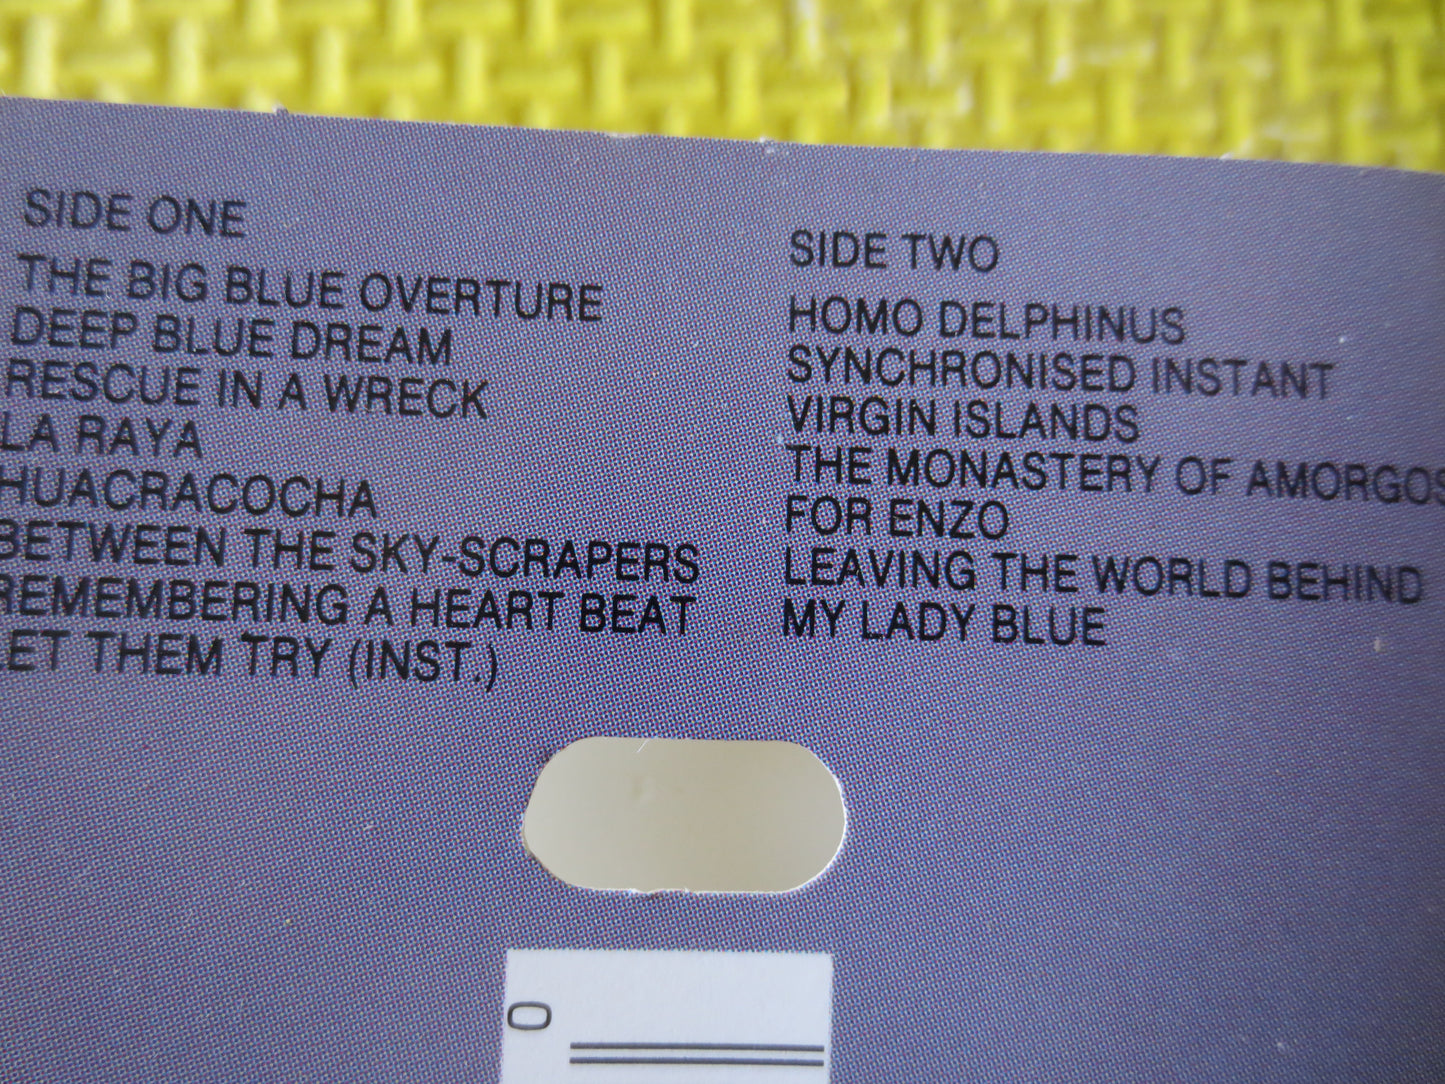 SIDE ONE
THE BIG BLUE OVERTURE
DEEP BLUE DREAM
RESCUE IN A WRECK
LA RAYA
HUACRACOCHA
BETWEEN THE SKY-SCRAPERS
REMEMBERING A HEART BEAT
LET THEM TRY (INST.)
SIDE TWO
HOMO DELPHINUS
SYNCHRONISED INSTANT
VIRGIN ISLANDS
THE MONASTERY OF AMORGOS
FOR ENZO
LEAVING THE WORLD BEHIND
MY LADY BLUE
0